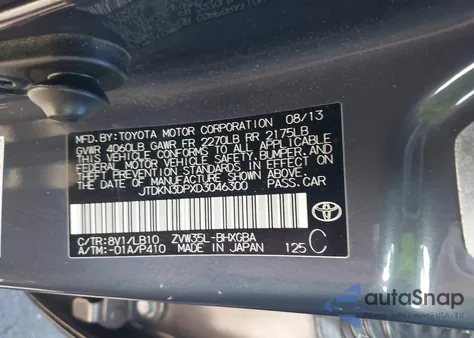 MFD.BY:TOYOTA MOTOR CORPORATION 08/13
GVWR 4060LB GAWR FR 2270LB RR 2175LB
THIS VEHICLE CONFORMS TO ALL APPLICABLE
FEDERAL MOTOR VEHICLE SAFETY, BUMPER,
AND THEFT PREVENTION STANDARDS IN EFFECT ON
THE DATE OF MANUFACTURE SHOWN ABOVE.
JTDKN3DPXD3046300 PASS.CAR
C/TR:8V1/LB10 ZVW35L-BHXGBA
A/TM:-01A/P410 MADE IN JAPAN 125 C
autaSnap